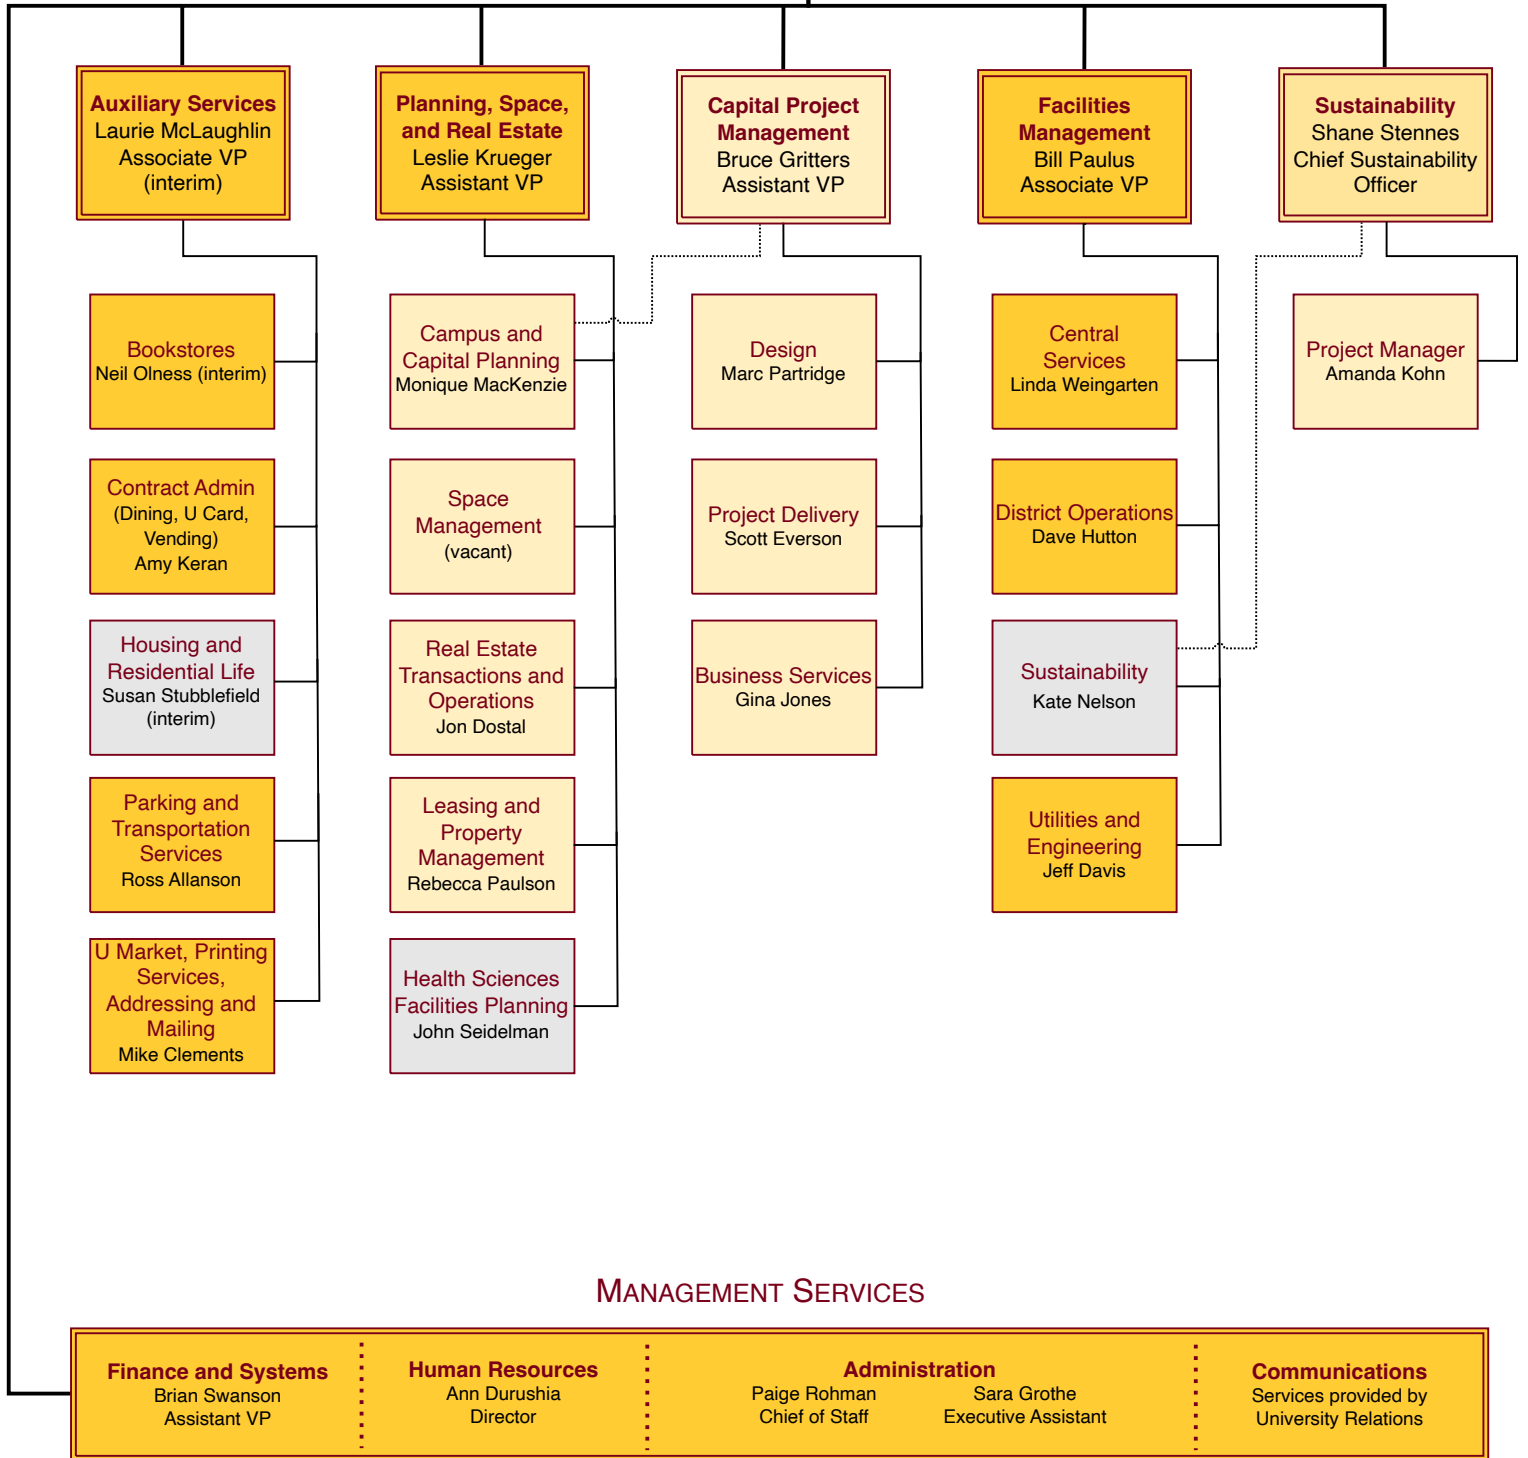 Auxiliary Services
Laurie McLaughlin
Associate VP
(interim)
Planning, Space,
and Real Estate
Leslie Krueger
Assistant VP
Capital Project
Management
Bruce Gritters
Assistant VP
Facilities
Management
Bill Paulus
Associate VP
Sustainability
Shane Stennes
Chief Sustainability
Officer
Bookstores
Neil Olness (interim)
Contract Admin
(Dining, U Card,
Vending)
Amy Keran
Housing and
Residential Life
Susan Stubblefield
(interim)
Parking and
Transportation
Services
Ross Allanson
U Market, Printing
Services,
Addressing and
Mailing
Mike Clements
Campus and
Capital Planning
Monique MacKenzie
Space
Management
(vacant)
Real Estate
Transactions and
Operations
Jon Dostal
Leasing and
Property
Management
Rebecca Paulson
Health Sciences
Facilities Planning
John Seidelman
Design
Marc Partridge
Project Delivery
Scott Everson
Business Services
Gina Jones
Central
Services
Linda Weingarten
District Operations
Dave Hutton
Sustainability
Kate Nelson
Utilities and
Engineering
Jeff Davis
Project Manager
Amanda Kohn
MANAGEMENT SERVICES
Finance and Systems
Brian Swanson
Assistant VP
Human Resources
Ann Durushia
Director
Administration
Paige Rohman
Chief of Staff
Sara Grothe
Executive Assistant
Communications
Services provided by
University Relations